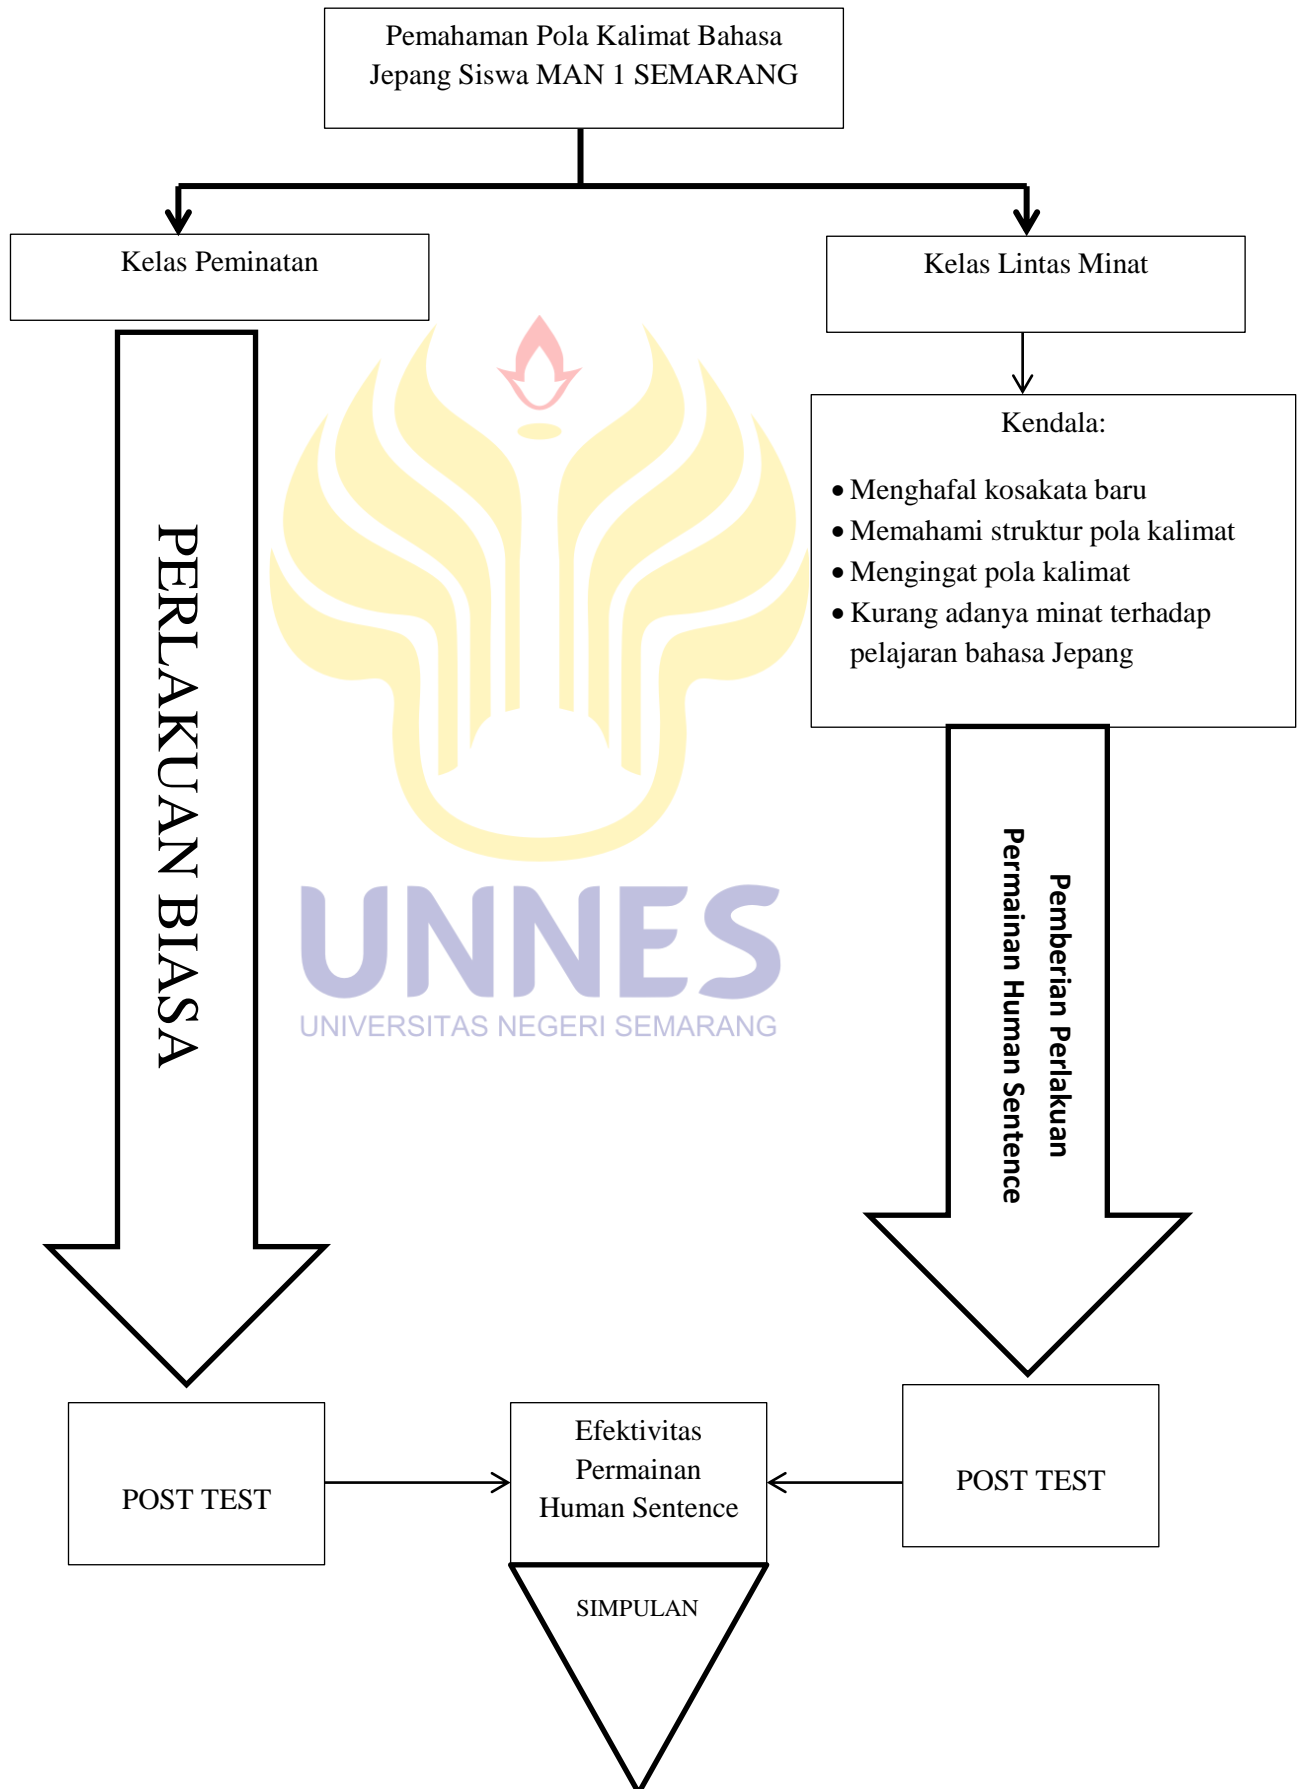 Pemahaman Pola Kalimat Bahasa
Jepang Siswa MAN 1 SEMARANG
Kelas Peminatan
Kelas Lintas Minat
Kendala:
• Menghafal kosakata baru
• Memahami struktur pola kalimat
• Mengingat pola kalimat
• Kurang adanya minat terhadap
pelajaran bahasa Jepang
PERLAKUAN BIASA
Pemberian Perlakuan
Permainan Human Sentence
UNNES
UNIVERSITAS NEGERI SEMARANG
POST TEST
Efektivitas
Permainan
Human Sentence
POST TEST
SIMPULAN